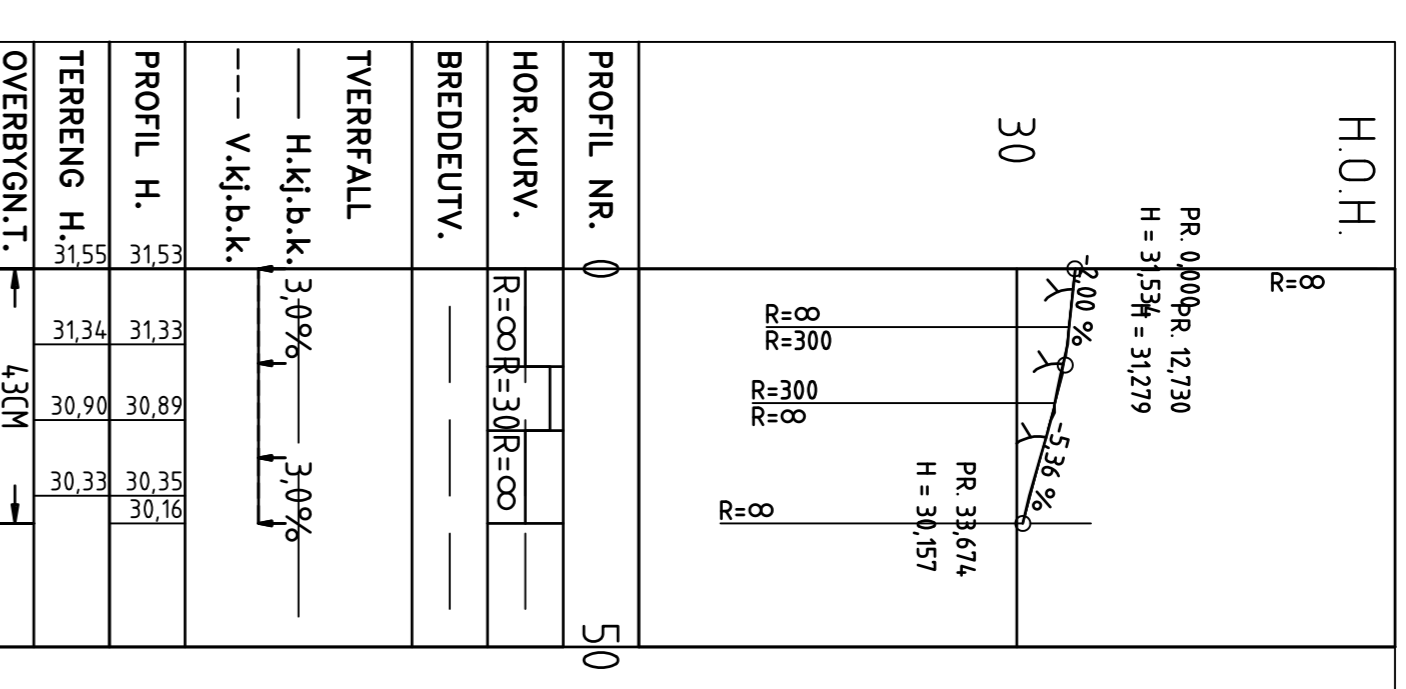 H.O.H.
30
PR. 0,000
H = 31,534
PR. 12,730
H = 31,279
PR. 33,674
H = 30,157
-2,00 %
-5,36 %
R=∞
R=∞
R=300
R=300
R=∞
R=∞
PROFIL NR.
0
50
HOR.KURV.
R=∞
R=30
R=∞
BREDDEUTV.
TVERRFALL
H.kj.b.k.
V.kj.b.k.
3,0%
3,0%
PROFIL H.
31,53
31,33
30,89
30,35
30,16
TERRENG H.
31,55
31,34
30,90
30,33
OVERBYGN.T.
43CM